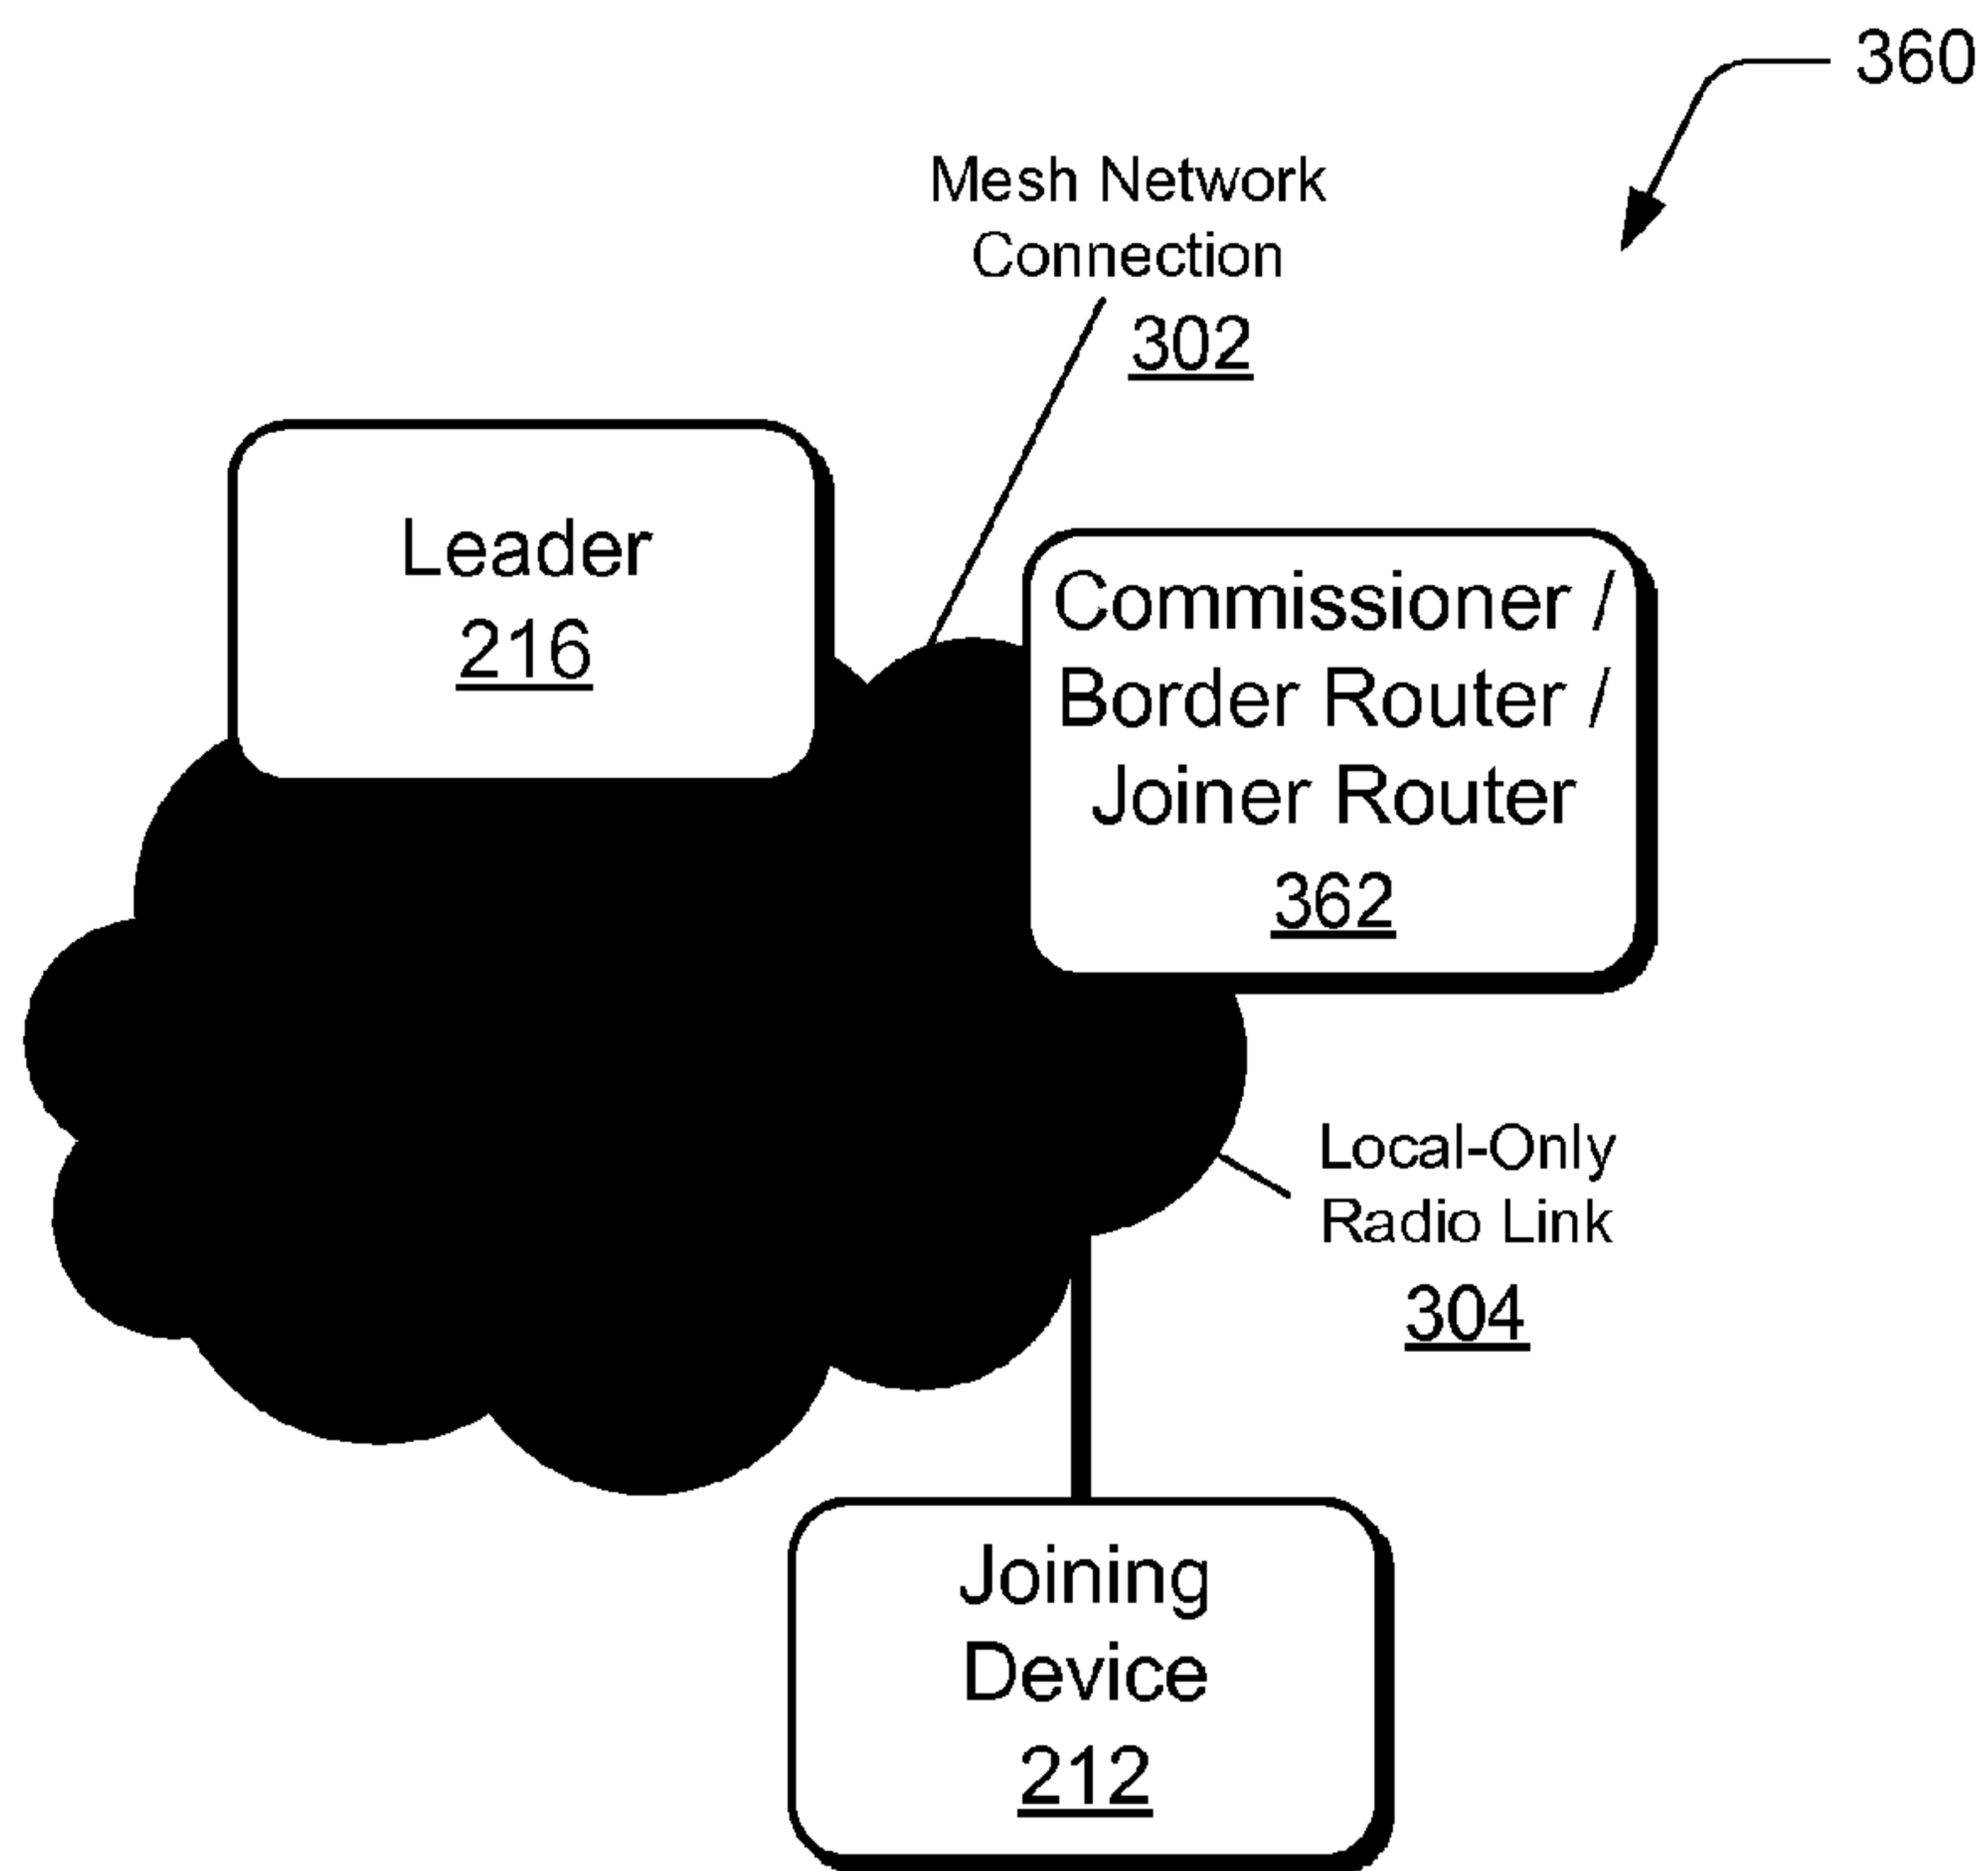 360
Mesh Network
Connection
302
Leader
216
Commissioner /
Border Router /
Joiner Router
362
Local-Only
Radio Link
304
Joining
Device
212